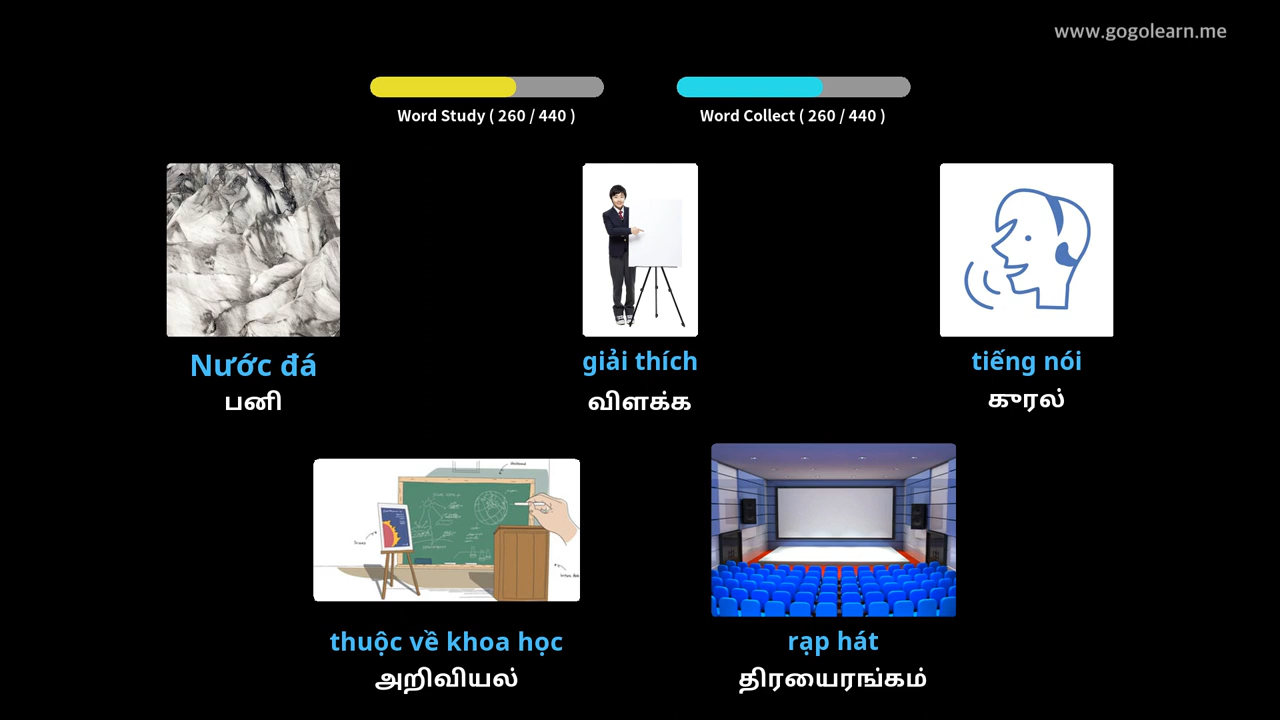 www.gogolearn.me
Word Study ( 260 / 440 )
Word Collect ( 260 / 440 )
Nước đá
பனி
giải thích
விளக்க
tiếng nói
குரல்
thuộc về khoa học
அறிவியல்
rạp hát
திரையைரங்கம்